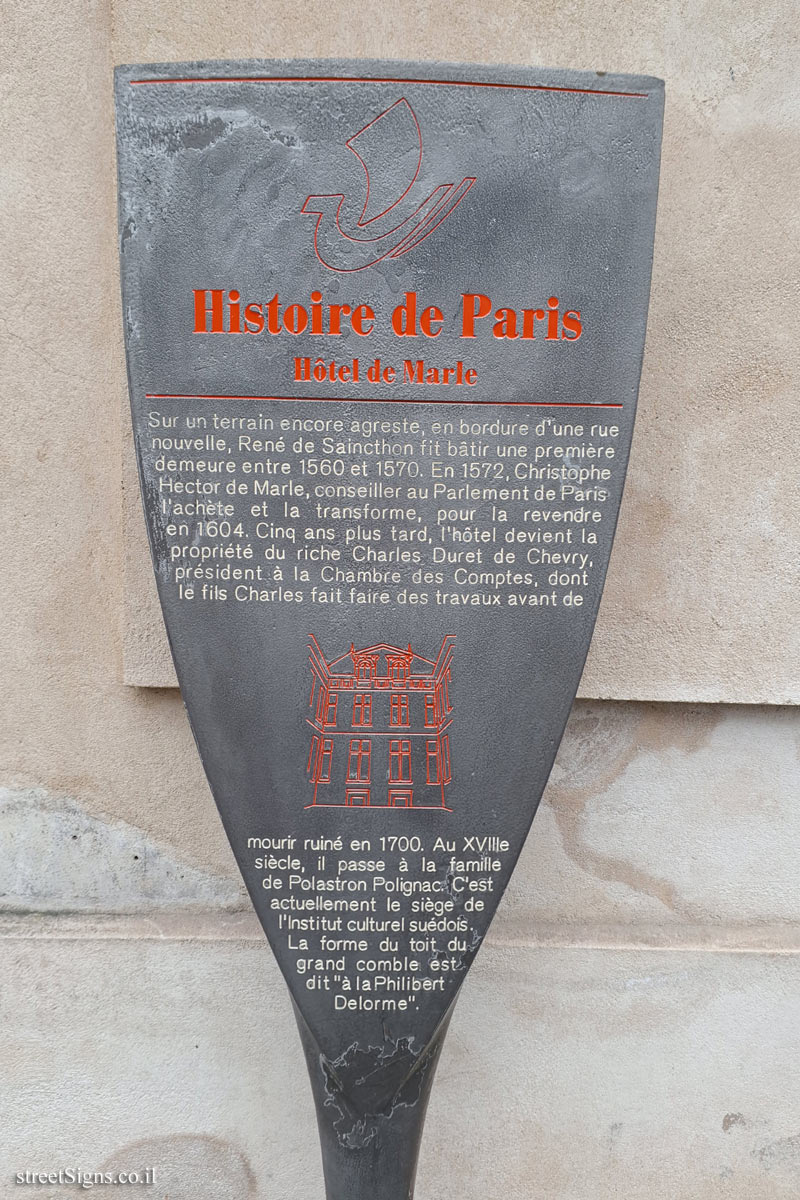 Histoire de Paris
Hôtel de Marle
Sur un terrain encore agreste, en bordure d'une rue
nouvelle, René de Saincthon fit bâtir une première
demeure entre 1560 et 1570. En 1572, Christophe
Hector de Marle, conseiller au Parlement de Paris
l'achète et la transforme, pour la revendre
en 1604. Cinq ans plus tard, l'hôtel devient la
propriété du riche Charles Duret de Chevry,
président à la Chambre des Comptes, dont
le fils Charles fait faire des travaux avant de
mourir ruiné en 1700. Au XVIIIe
siècle, il passe à la famille
de Polastron Polignac. C'est
actuellement le siège de
l'Institut culturel suédois.
La forme du toit du
grand comble est
dit "à la Philibert
Delorme".
streetSigns.co.il